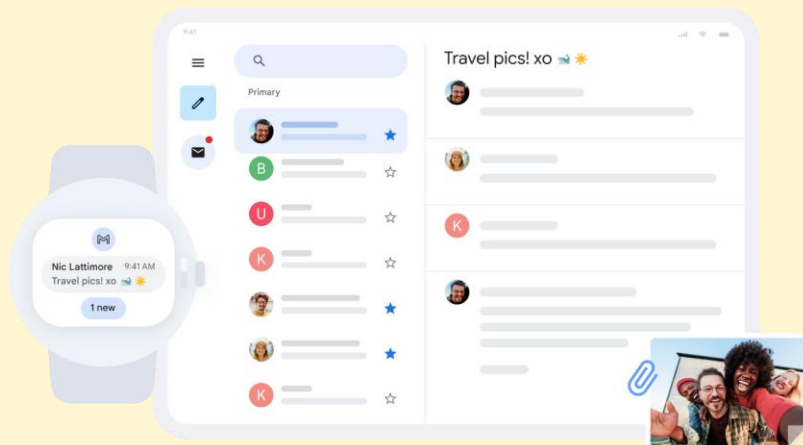 9:41
Travel pics! xo 🐋 ☀️
Primary
B
U
K
K
K
Nic Lattimore 9:41 AM
Travel pics! xo 🐋 ☀️
1 new